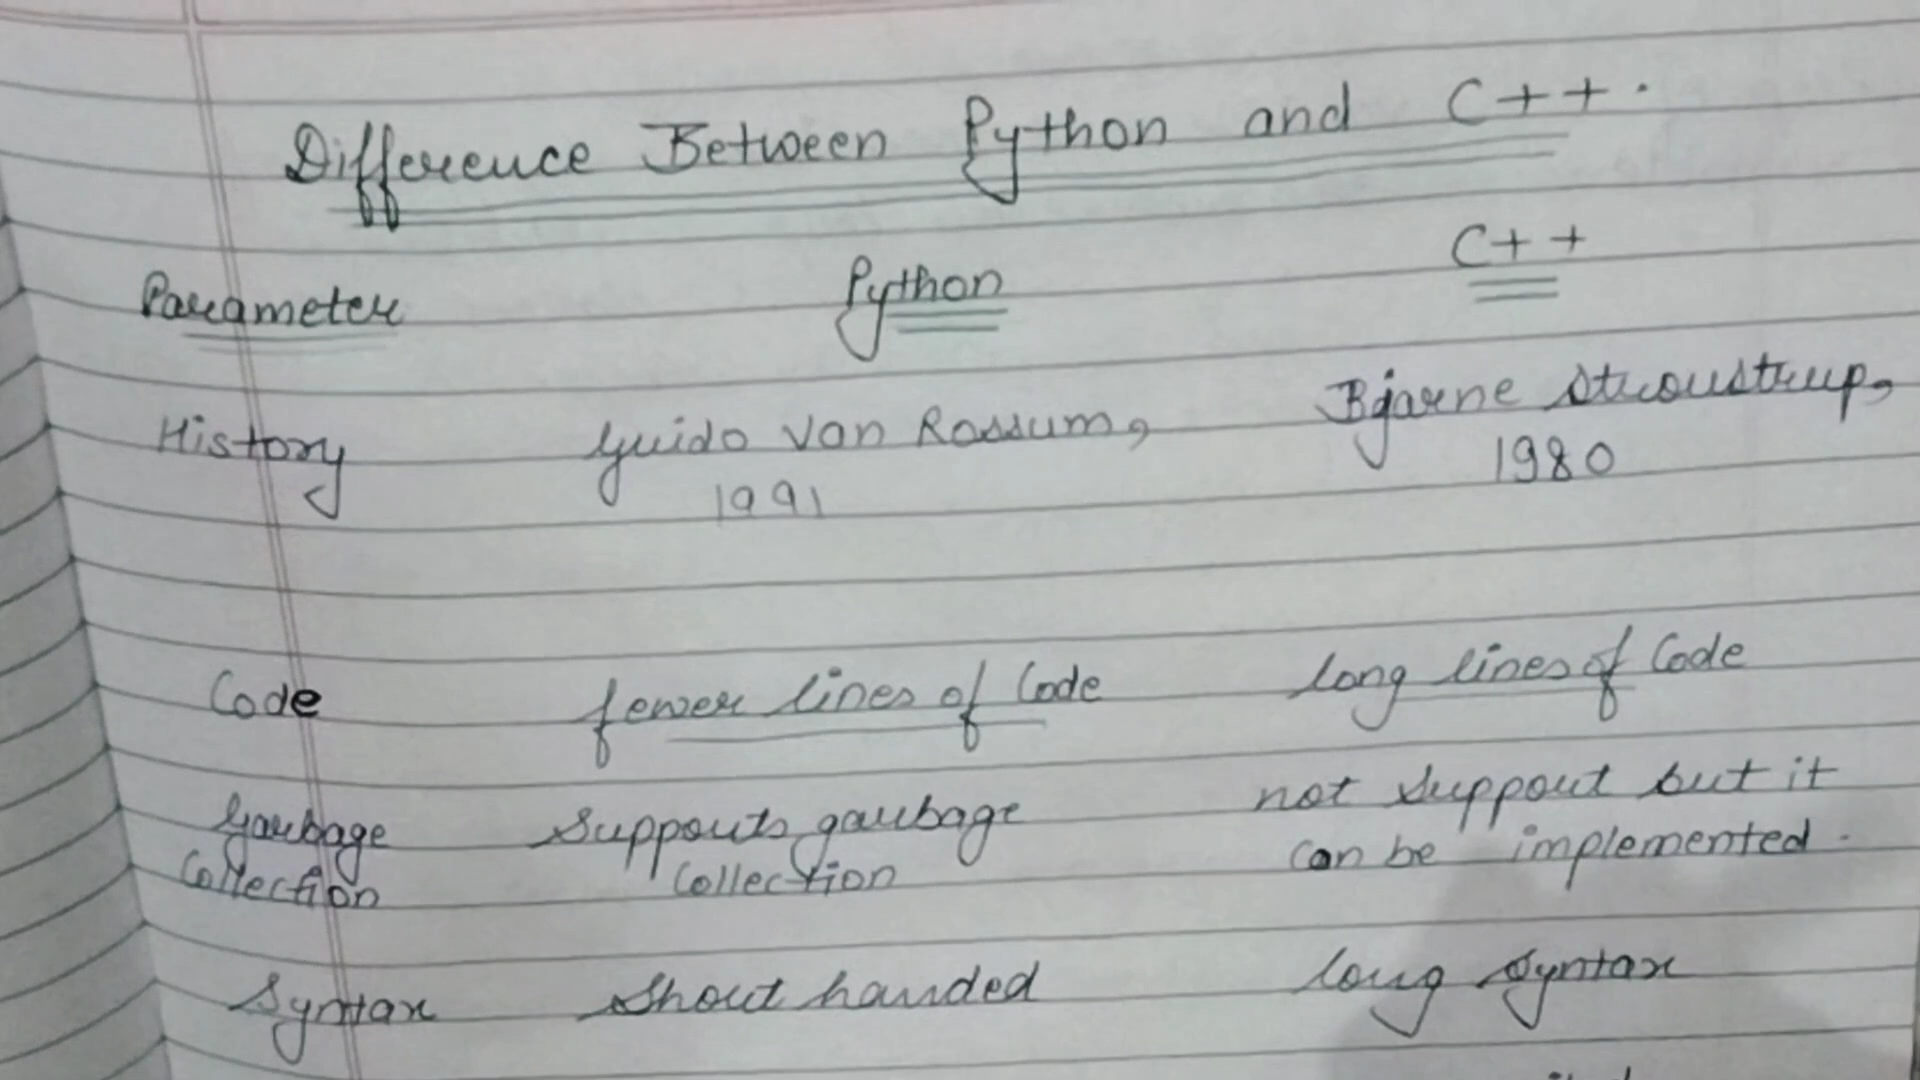 Difference Between Python and C++.
Parameter Python C++
History Guido Van Rossum, Bjarne Stroustrup,
1991 1980
Code fewer lines of Code long lines of Code
Garbage Supports garbage not support but it
Collection Collection can be implemented.
Syntax Short handed long syntax